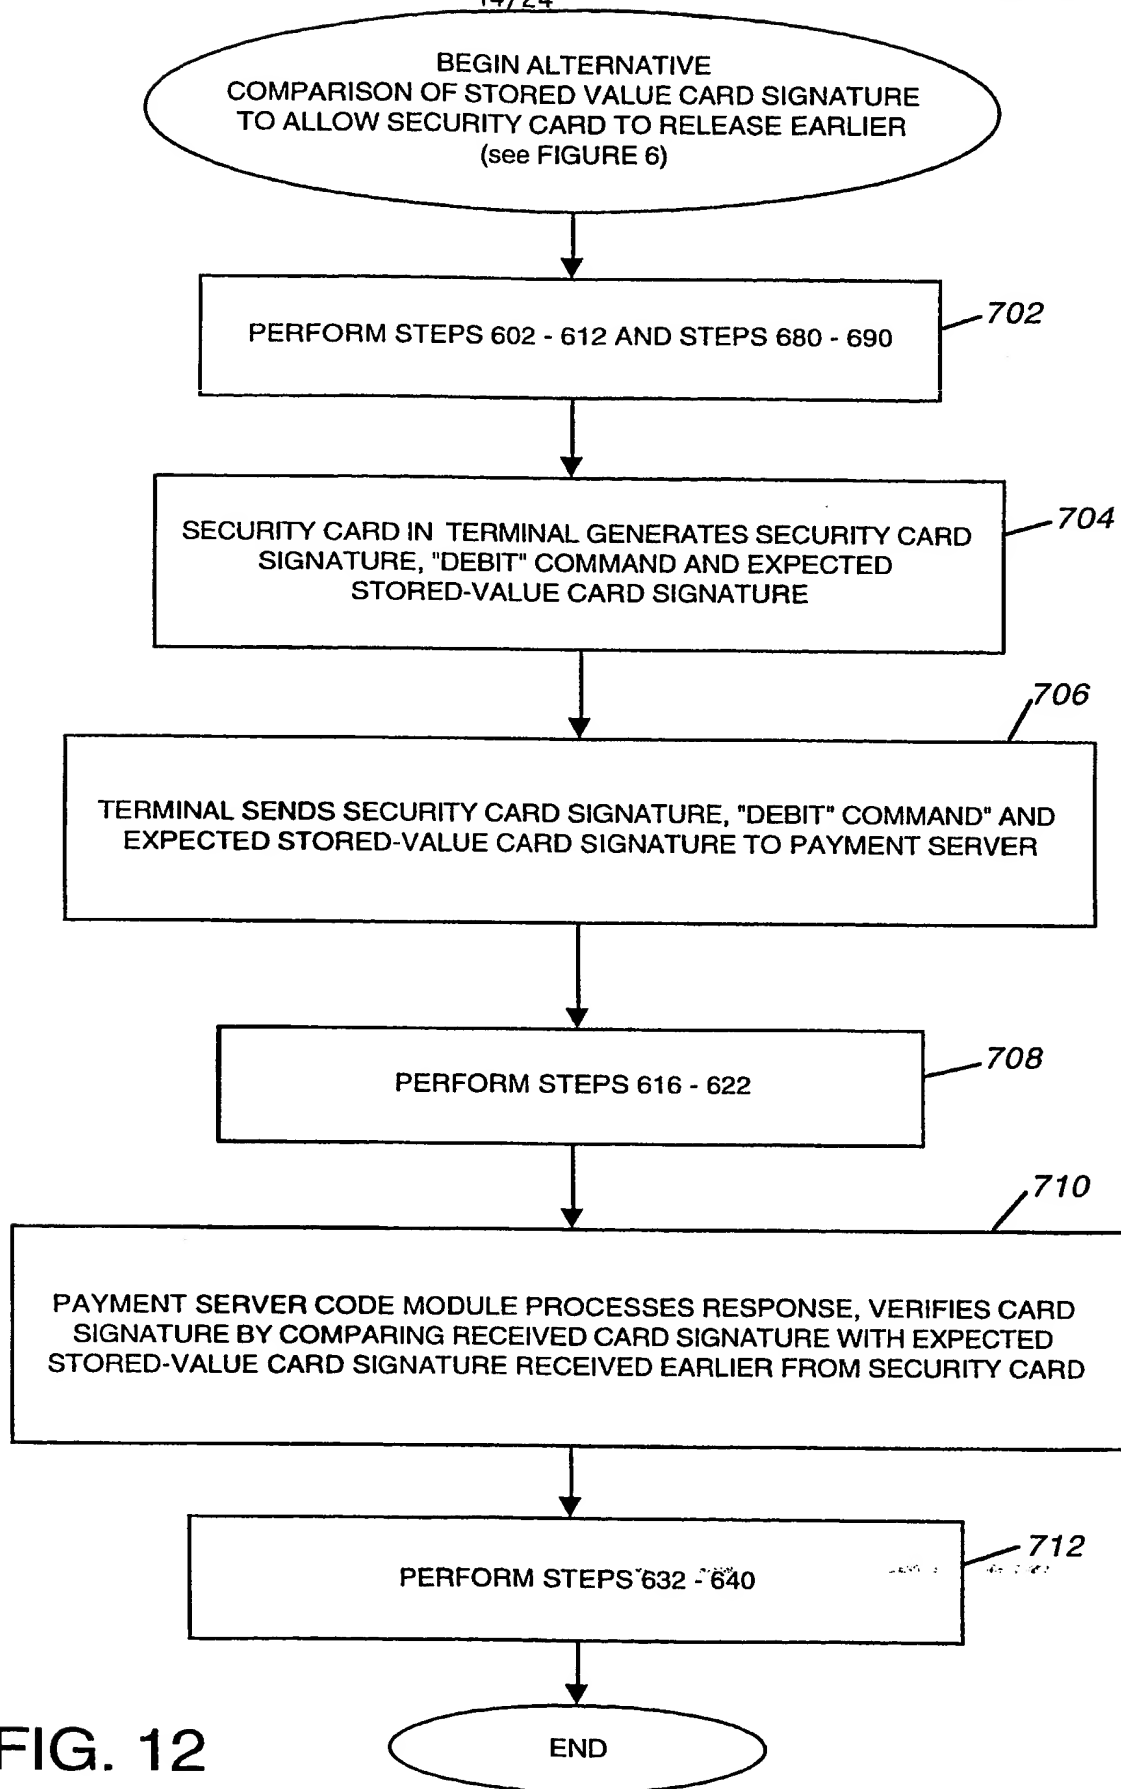 14/24
BEGIN ALTERNATIVE
COMPARISON OF STORED VALUE CARD SIGNATURE
TO ALLOW SECURITY CARD TO RELEASE EARLIER
(see FIGURE 6)
PERFORM STEPS 602 - 612 AND STEPS 680 - 690
702
SECURITY CARD IN TERMINAL GENERATES SECURITY CARD
SIGNATURE, "DEBIT" COMMAND AND EXPECTED
STORED-VALUE CARD SIGNATURE
704
706
TERMINAL SENDS SECURITY CARD SIGNATURE, "DEBIT" COMMAND" AND
EXPECTED STORED-VALUE CARD SIGNATURE TO PAYMENT SERVER
PERFORM STEPS 616 - 622
708
710
PAYMENT SERVER CODE MODULE PROCESSES RESPONSE, VERIFIES CARD
SIGNATURE BY COMPARING RECEIVED CARD SIGNATURE WITH EXPECTED
STORED-VALUE CARD SIGNATURE RECEIVED EARLIER FROM SECURITY CARD
712
PERFORM STEPS 632 - 640
END
FIG. 12